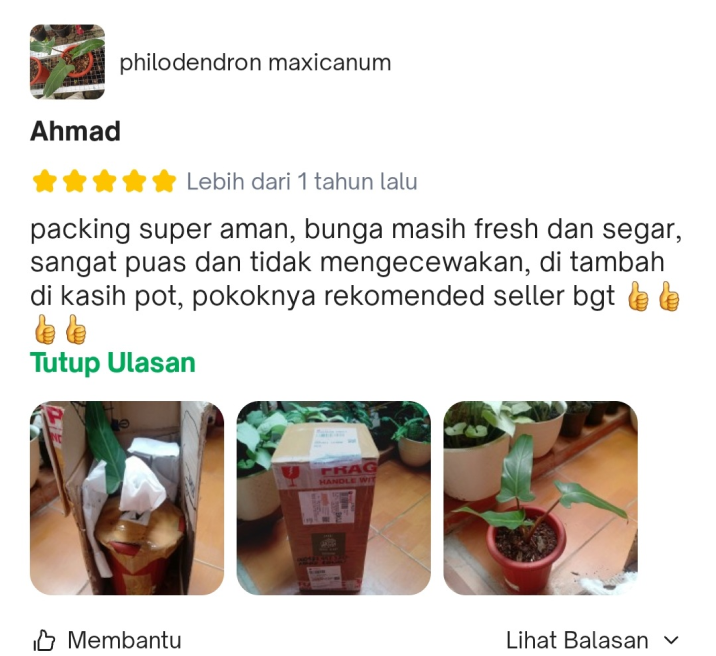 philodendron maxicanum
Ahmad
Lebih dari 1 tahun lalu
packing super aman, bunga masih fresh dan segar,
sangat puas dan tidak mengecewakan, di tambah
di kasih pot, pokoknya rekomended seller bgt 👍👍
👍👍
Tutup Ulasan
FRAG
HANDLE WIT
Membantu
Lihat Balasan